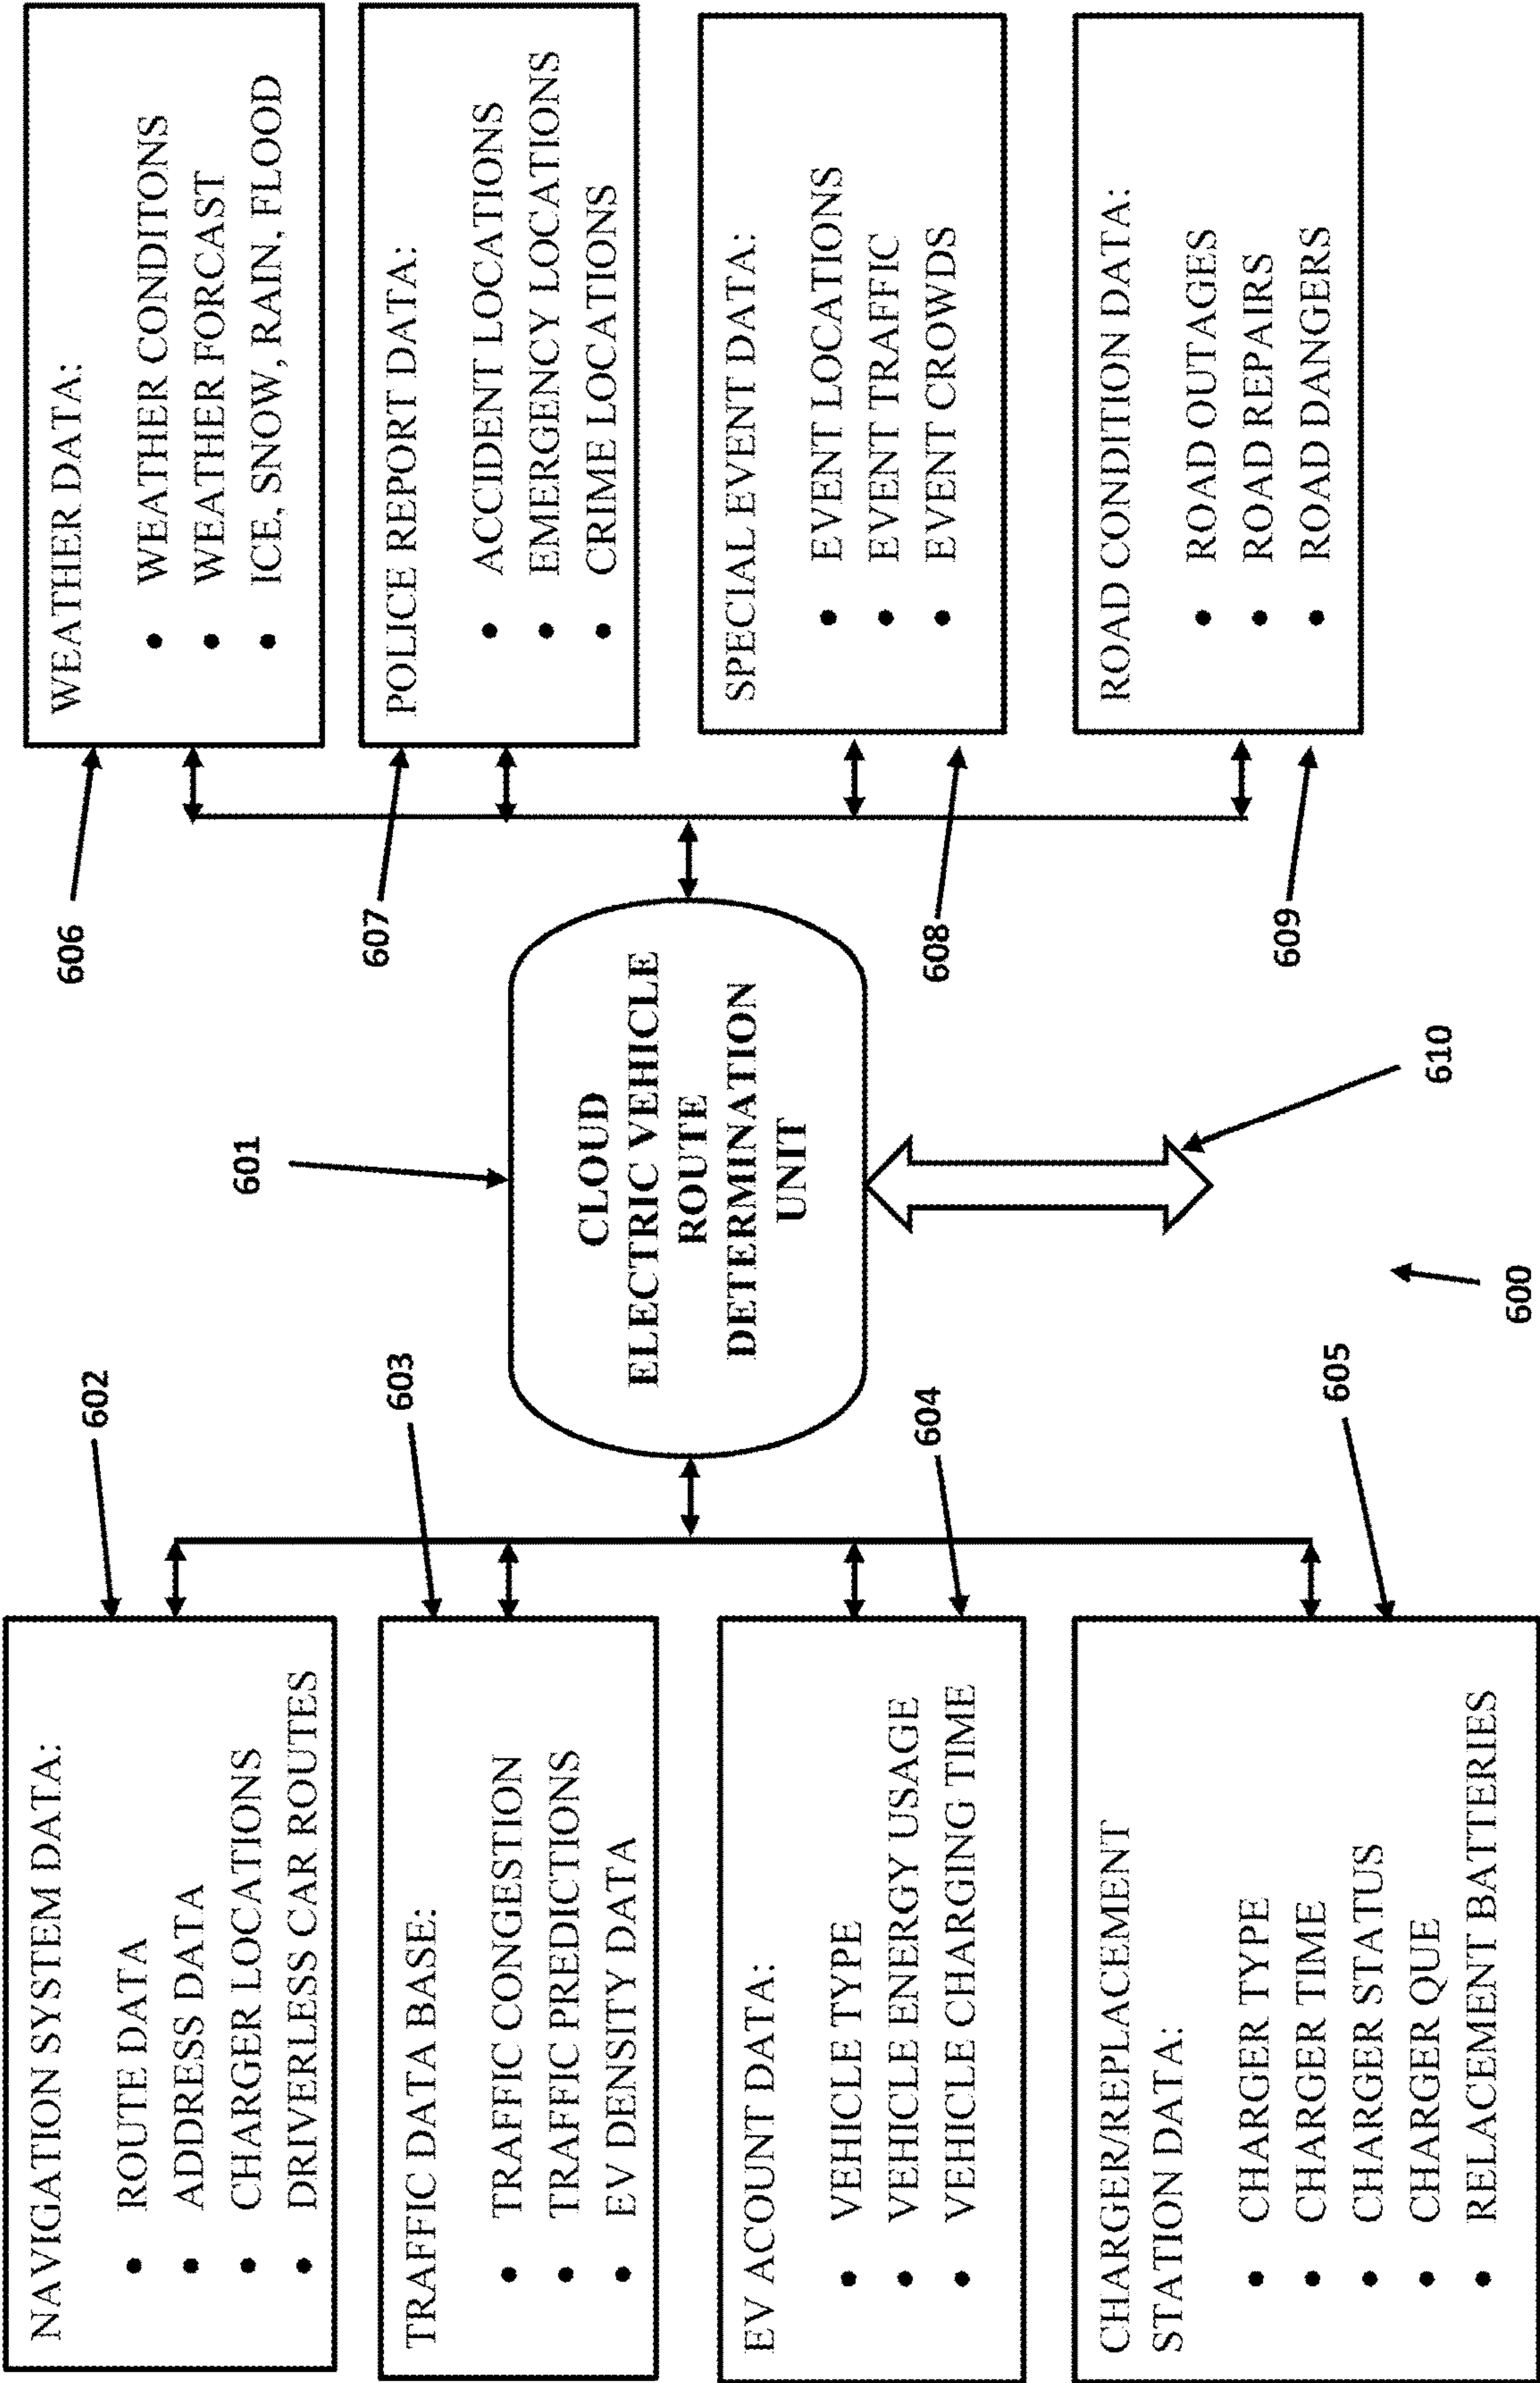 NAVIGATION SYSTEM DATA:
• ROUTE DATA
• ADDRESS DATA
• CHARGER LOCATIONS
• DRIVERLESS CAR ROUTES
602
TRAFFIC DATA BASE:
• TRAFFIC CONGESTION
• TRAFFIC PREDICTIONS
• EV DENSITY DATA
603
EV ACCOUNT DATA:
• VEHICLE TYPE
• VEHICLE ENERGY USAGE
• VEHICLE CHARGING TIME
604
CHARGER/REPLACEMENT
STATION DATA:
• CHARGER TYPE
• CHARGER TIME
• CHARGER STATUS
• CHARGER QUE
• RELACEMENT BATTERIES
605
601
CLOUD
ELECTRIC VEHICLE
ROUTE
DETERMINATION
UNIT
610
600
606
WEATHER DATA:
• WEATHER CONDITONS
• WEATHER FORCAST
• ICE, SNOW, RAIN, FLOOD
607
POLICE REPORT DATA:
• ACCIDENT LOCATIONS
• EMERGENCY LOCATIONS
• CRIME LOCATIONS
608
SPECIAL EVENT DATA:
• EVENT LOCATIONS
• EVENT TRAFFIC
• EVENT CROWDS
609
ROAD CONDITION DATA:
• ROAD OUTAGES
• ROAD REPAIRS
• ROAD DANGERS